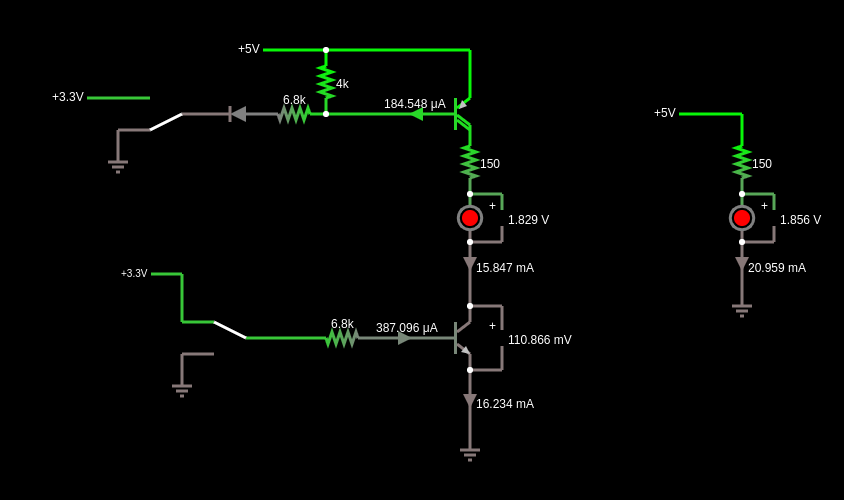 +5V
+3.3V
4k
6.8k
184.548 μA
+5V
150
150
+
1.829 V
+
1.856 V
15.847 mA
20.959 mA
+3.3V
6.8k
387.096 μA
+
110.866 mV
16.234 mA